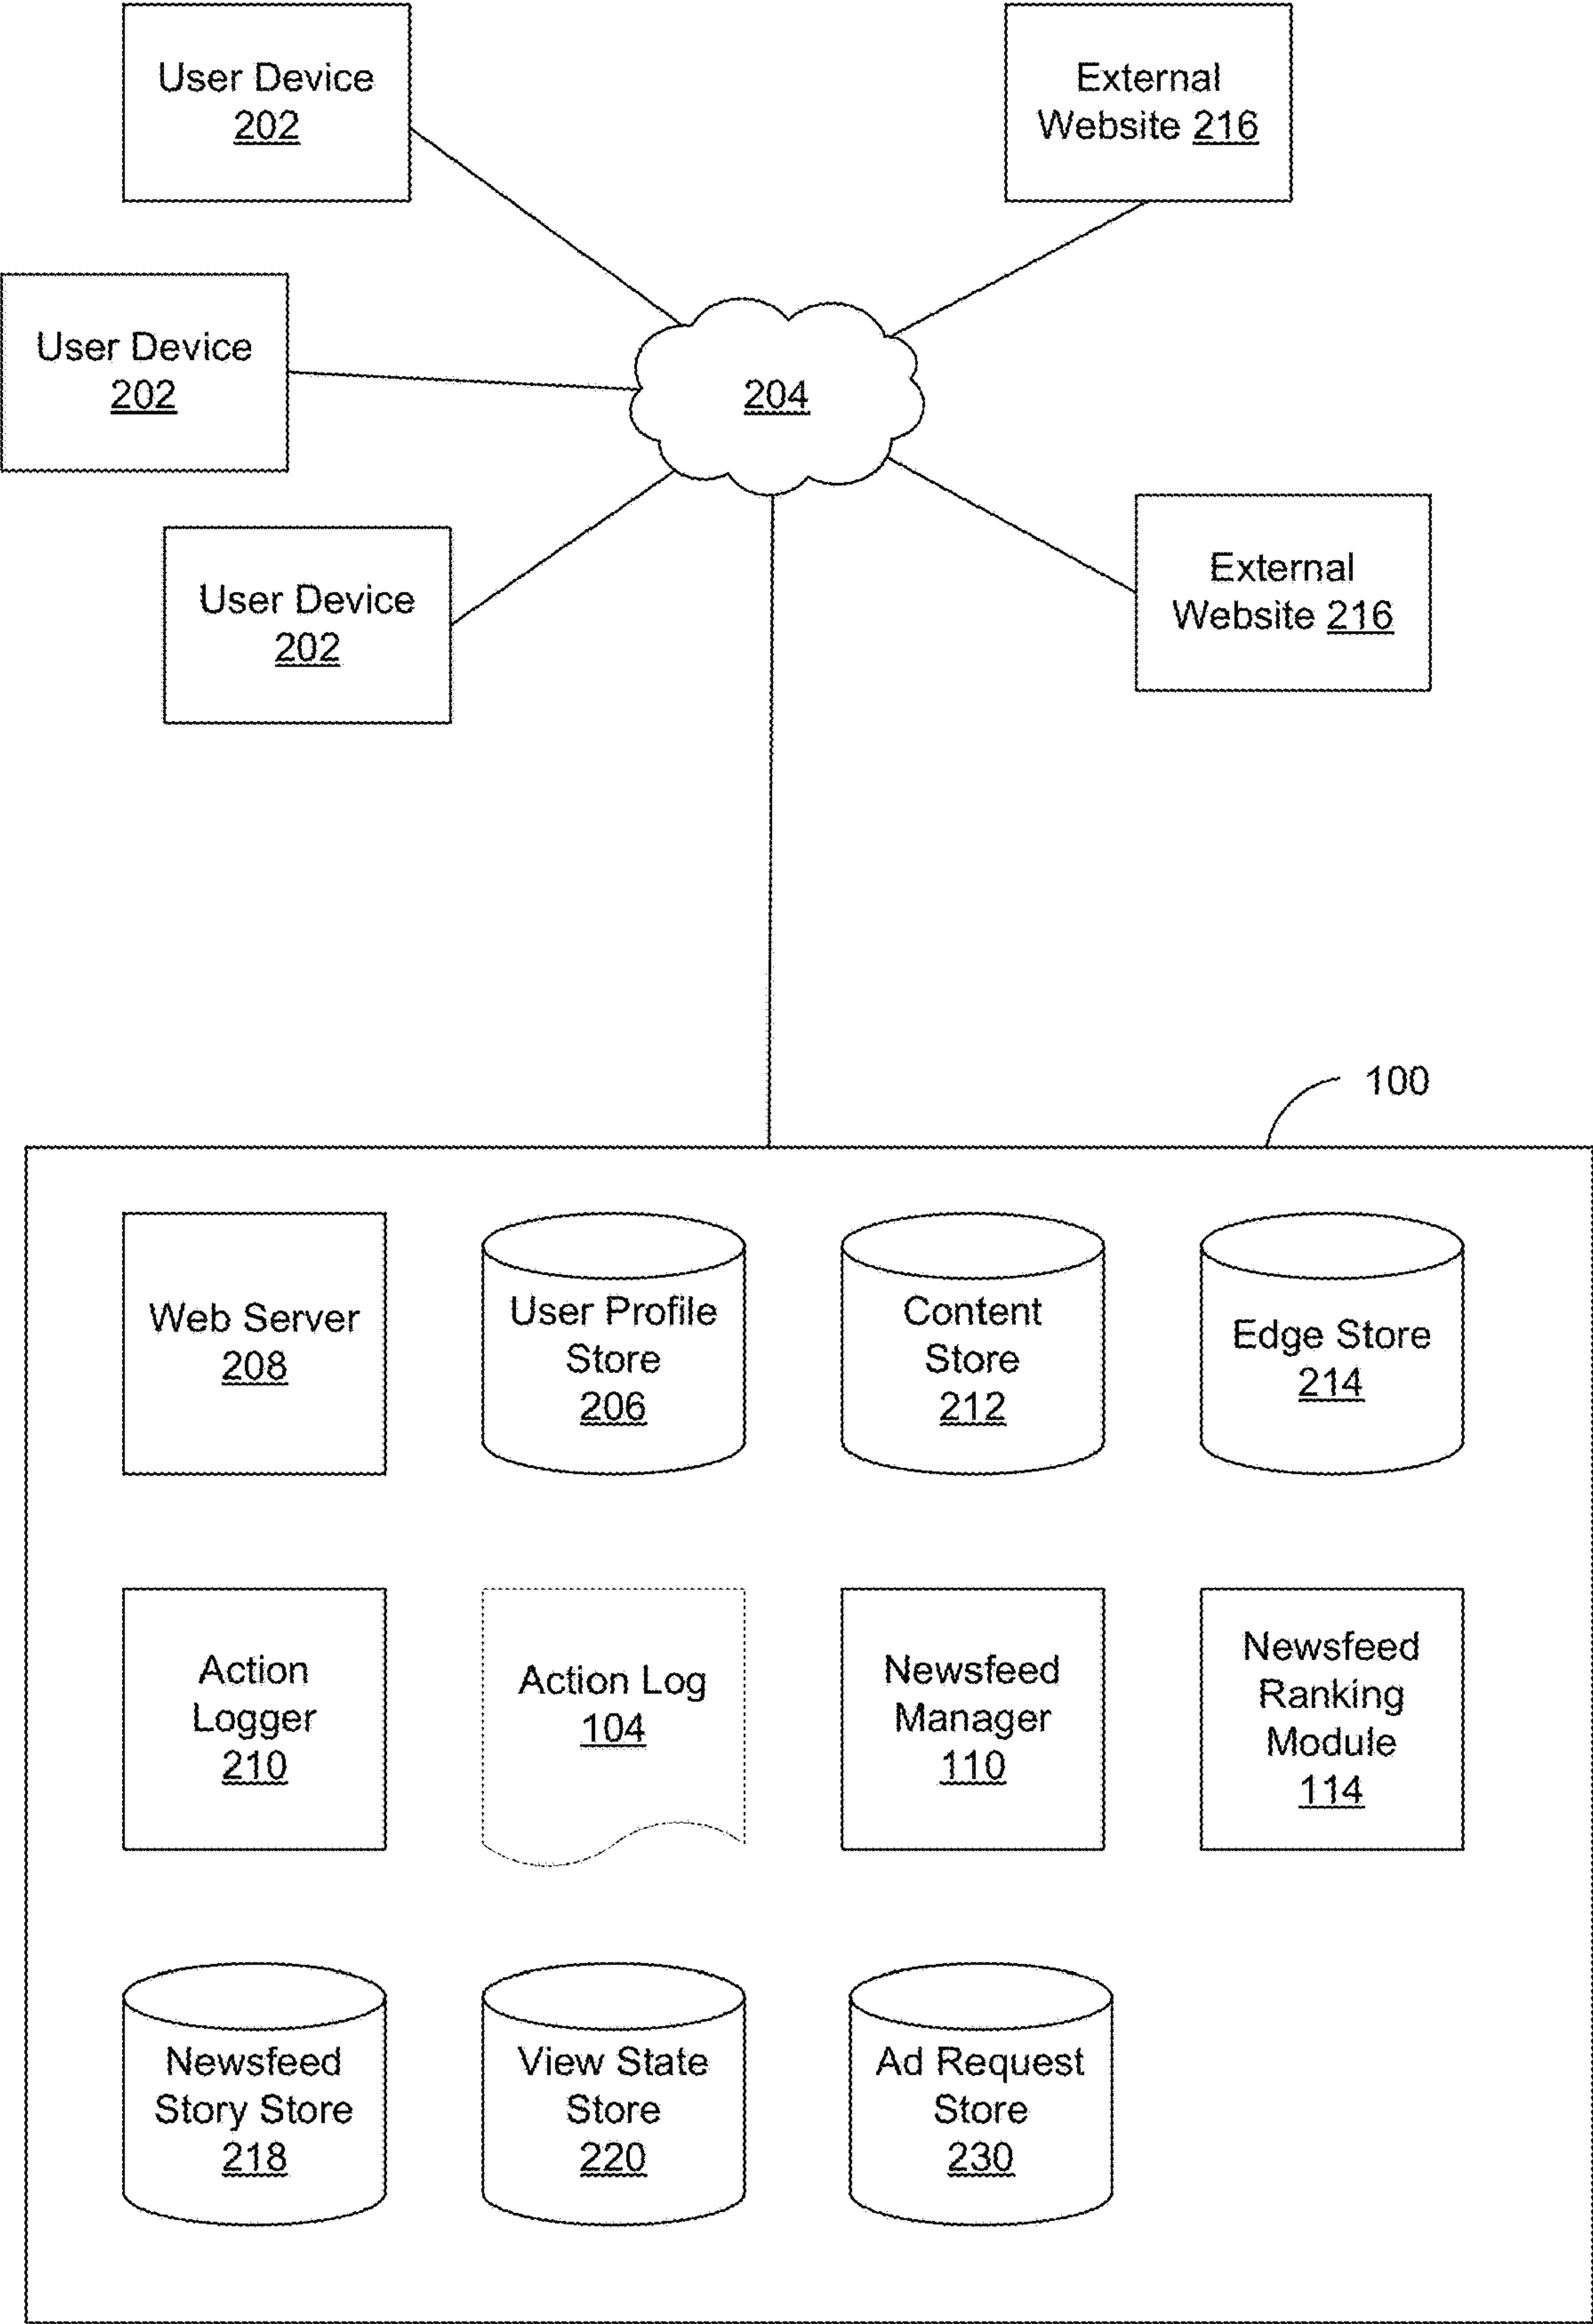 User Device
202
External
Website 216
User Device
202
204
User Device
202
External
Website 216
100
Web Server
208
User Profile
Store
206
Content
Store
212
Edge Store
214
Action
Logger
210
Action Log
104
Newsfeed
Manager
110
Newsfeed
Ranking
Module
114
Newsfeed
Story Store
218
View State
Store
220
Ad Request
Store
230